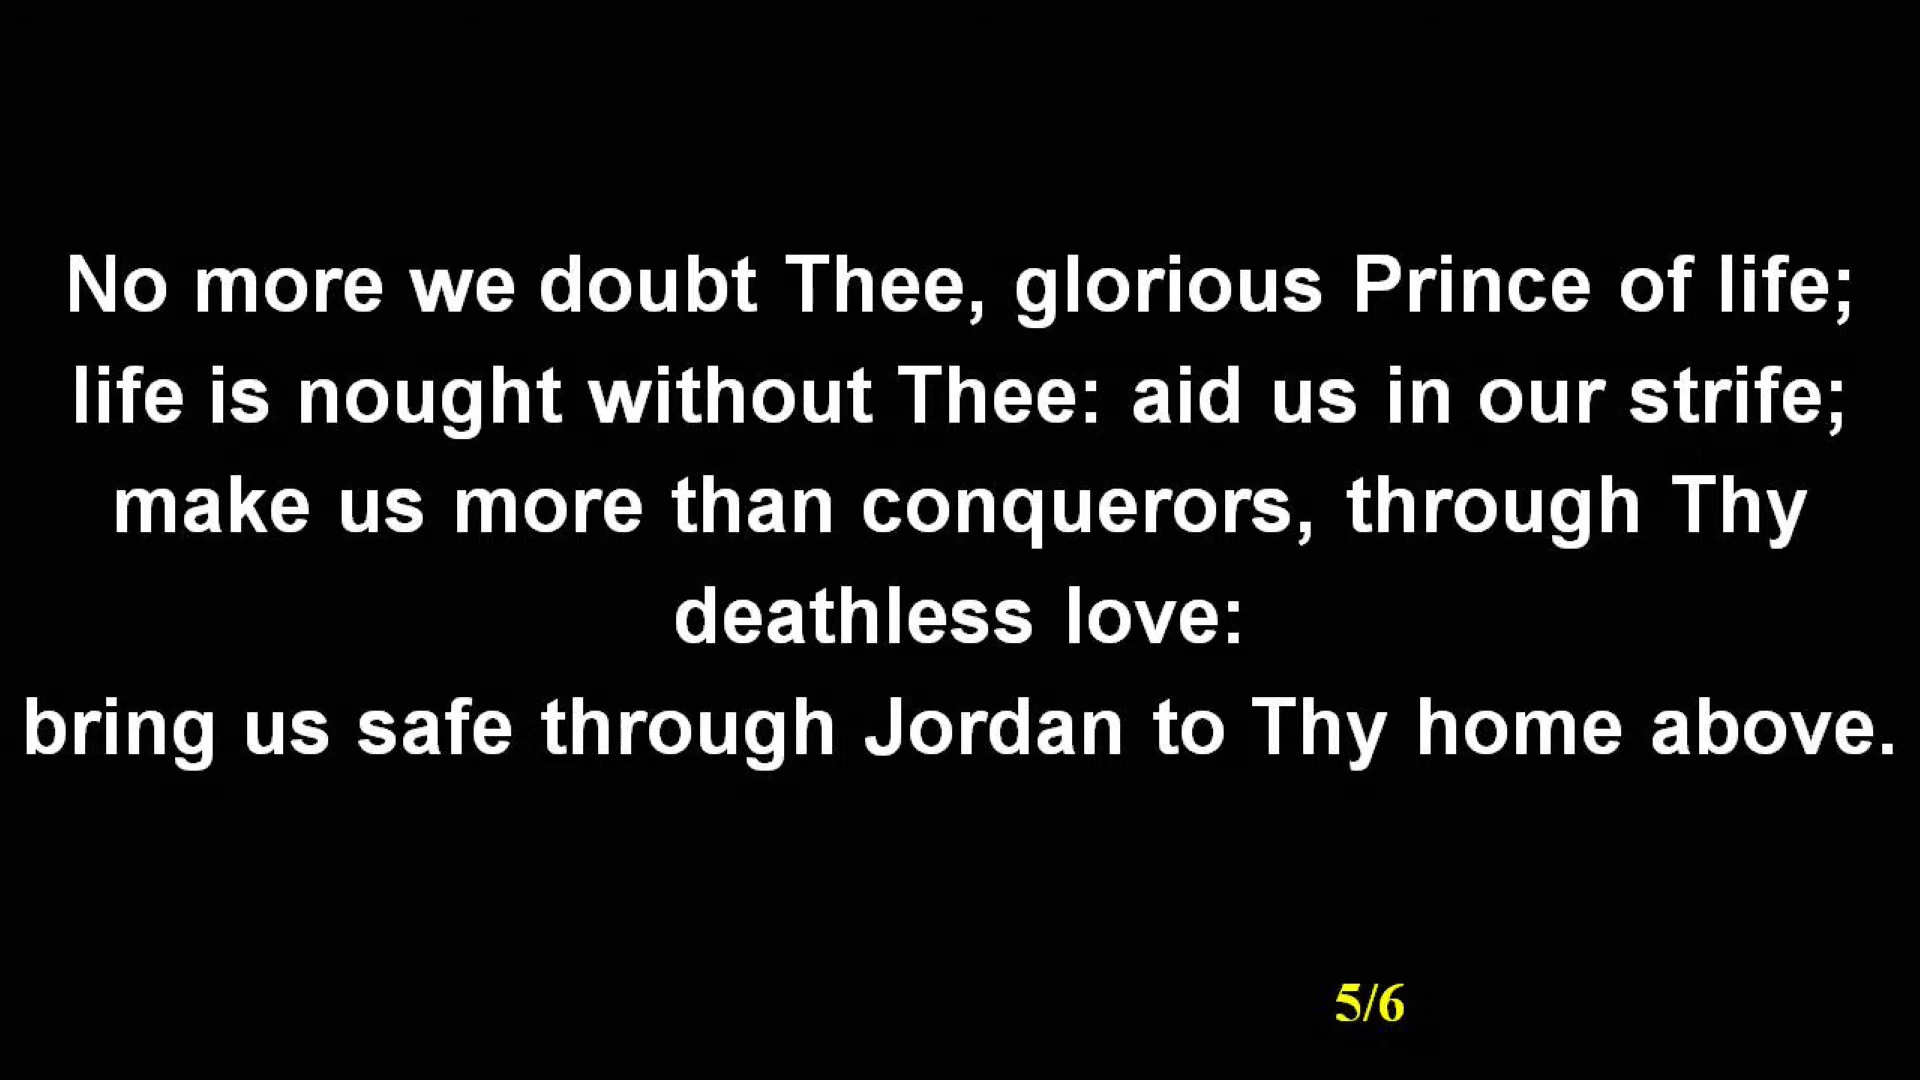 No more we doubt Thee, glorious Prince of life;
life is nought without Thee: aid us in our strife;
make us more than conquerors, through Thy
deathless love:
bring us safe through Jordan to Thy home above.
5/6